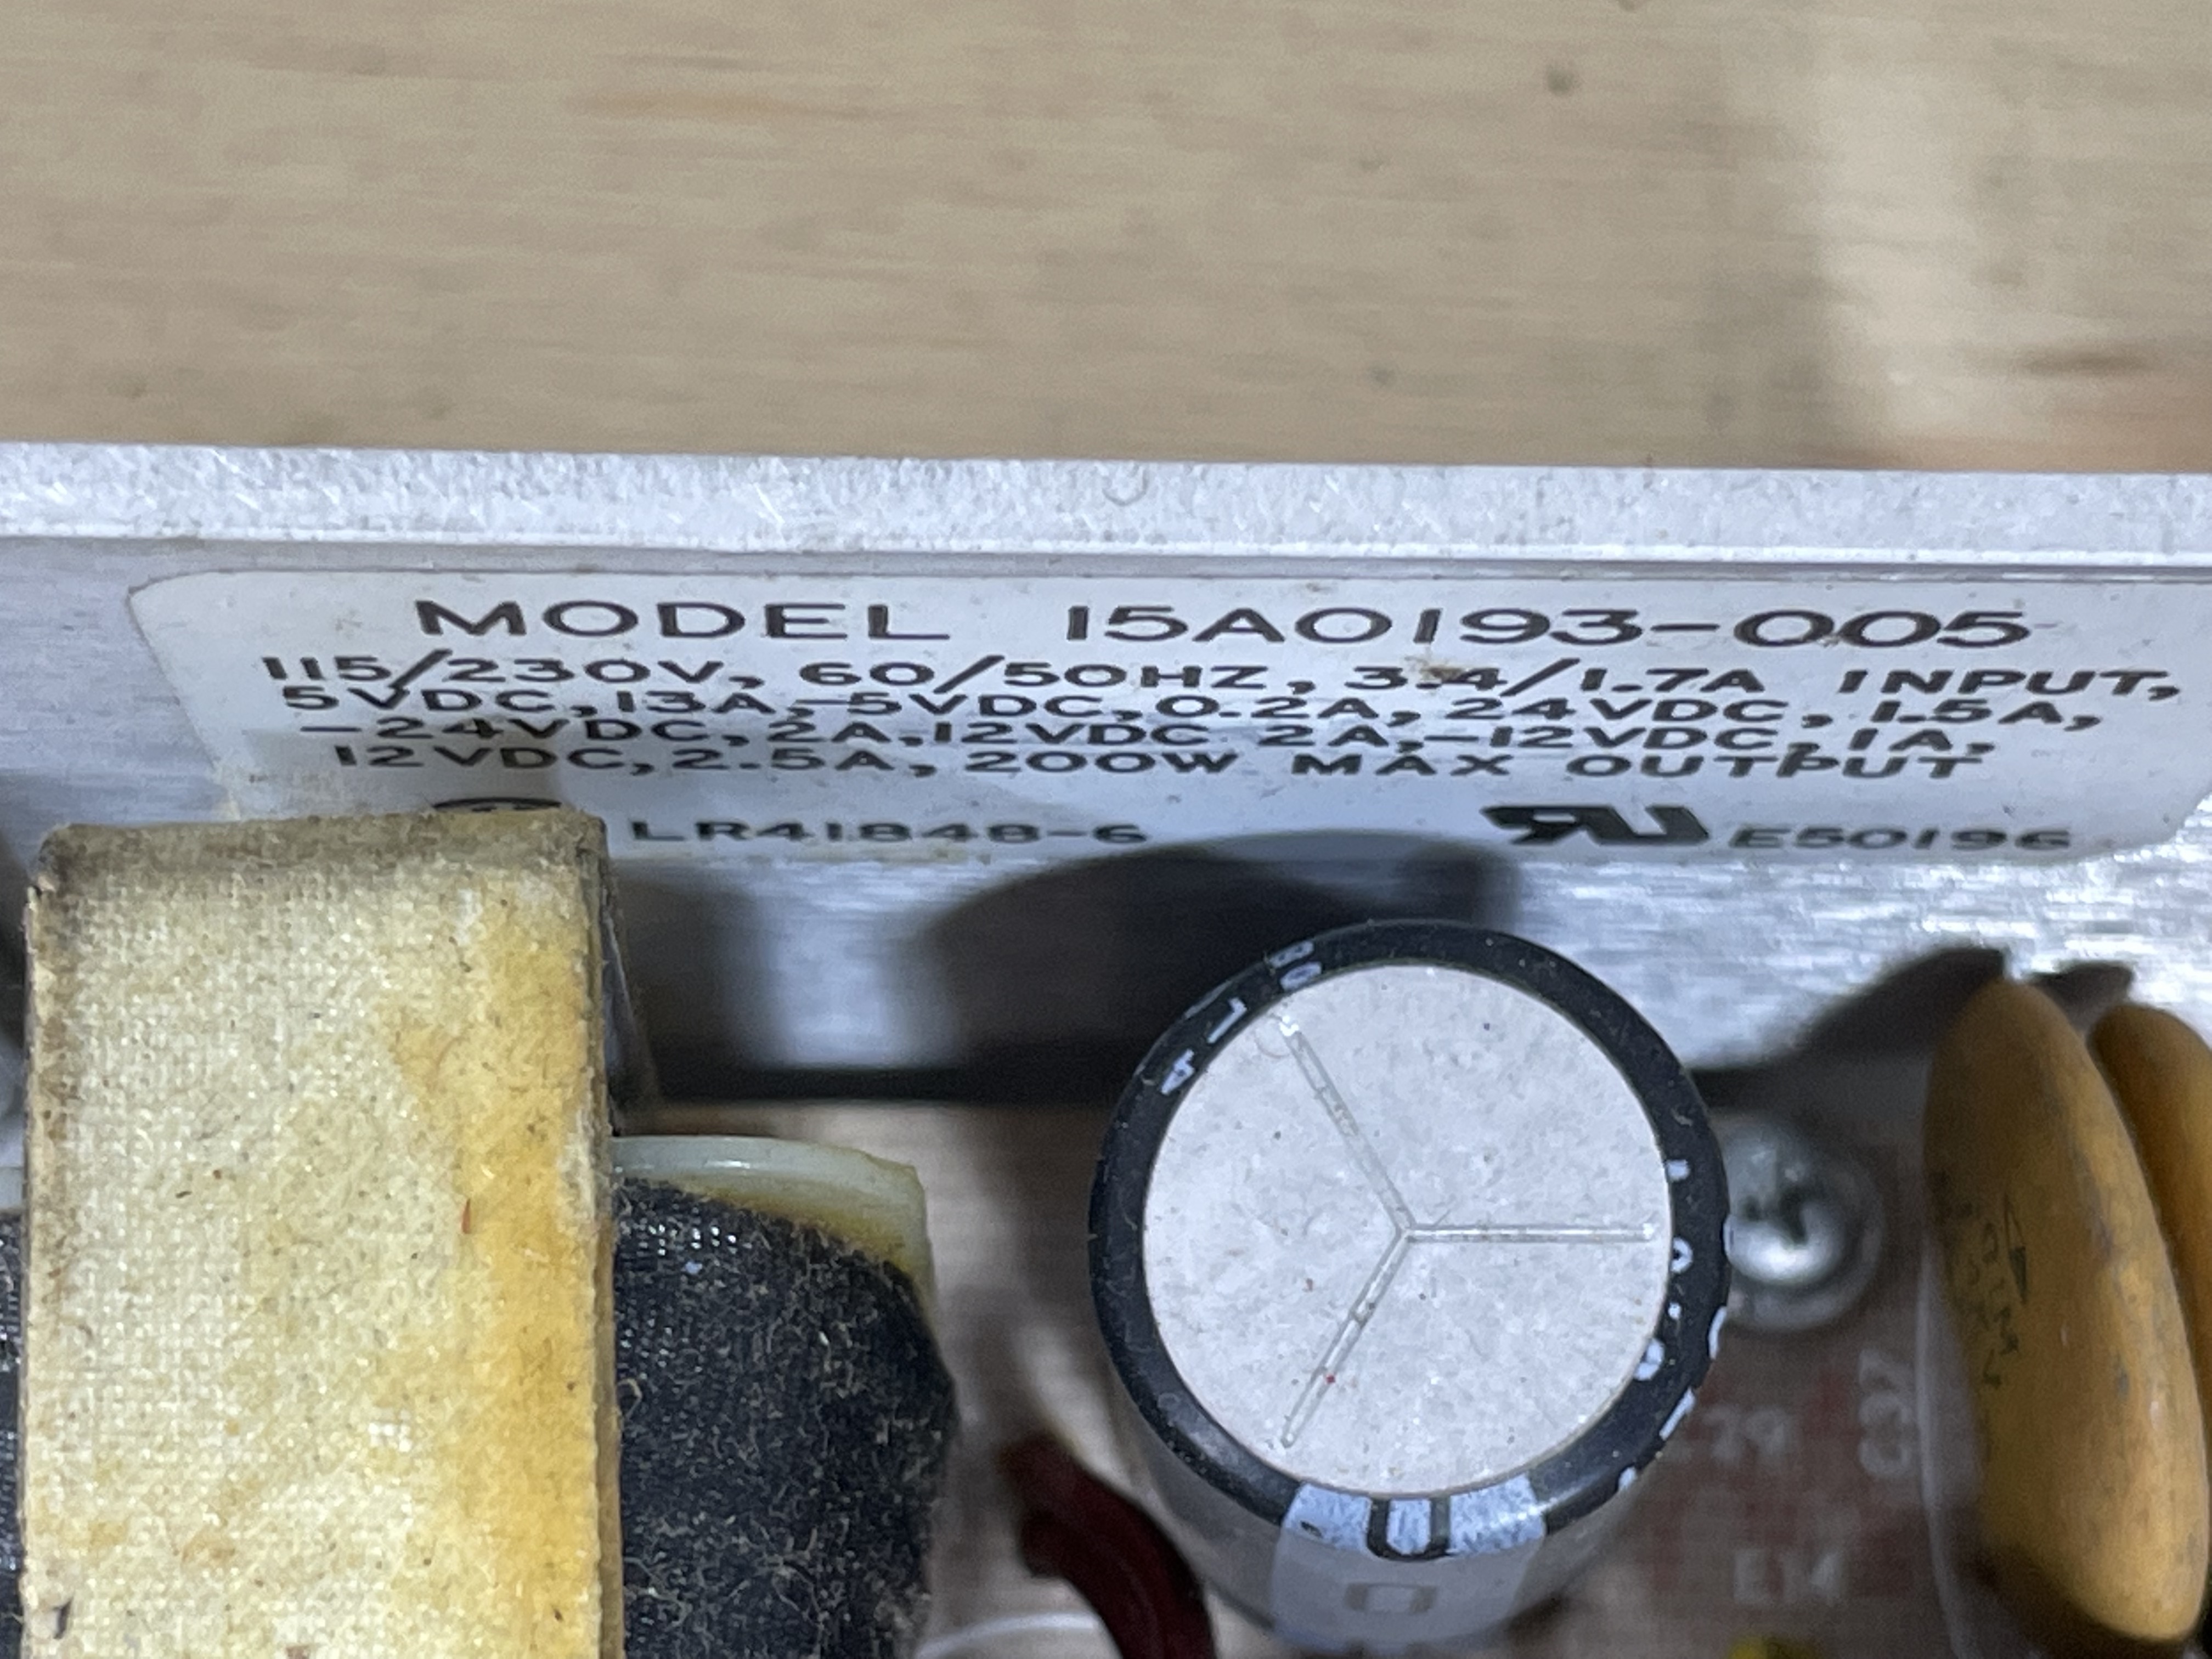 MODEL 15A0193-005
115/230V, 60/50HZ, 3.4/1.7A INPUT,
5VDC,13A,-5VDC,0.2A, 24VDC, 1.5A,
-24VDC,2A,12VDC 2A,-12VDC,1A,
12VDC,2.5A, 200W MAX OUTPUT
LR41848-6 E50196
E14